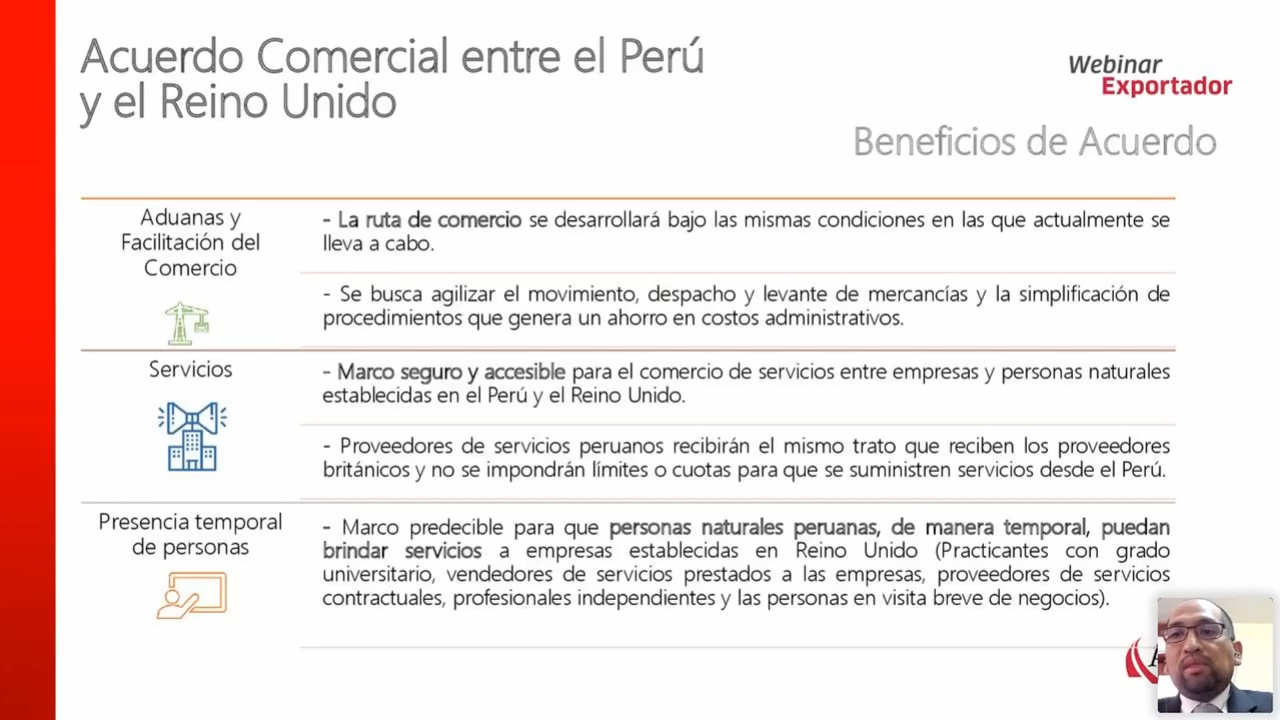 Acuerdo Comercial entre el Perú
y el Reino Unido
Webinar
Exportador
Beneficios de Acuerdo
Aduanas y
Facilitación del
Comercio
- La ruta de comercio se desarrollará bajo las mismas condiciones en las que actualmente se
lleva a cabo.
- Se busca agilizar el movimiento, despacho y levante de mercancías y la simplificación de
procedimientos que genera un ahorro en costos administrativos.
Servicios
- Marco seguro y accesible para el comercio de servicios entre empresas y personas naturales
establecidas en el Perú y el Reino Unido.
- Proveedores de servicios peruanos recibirán el mismo trato que reciben los proveedores
británicos y no se impondrán límites o cuotas para que se suministren servicios desde el Perú.
Presencia temporal
de personas
- Marco predecible para que personas naturales peruanas, de manera temporal, puedan
brindar servicios a empresas establecidas en Reino Unido (Practicantes con grado
universitario, vendedores de servicios prestados a las empresas, proveedores de servicios
contractuales, profesionales independientes y las personas en visita breve de negocios).